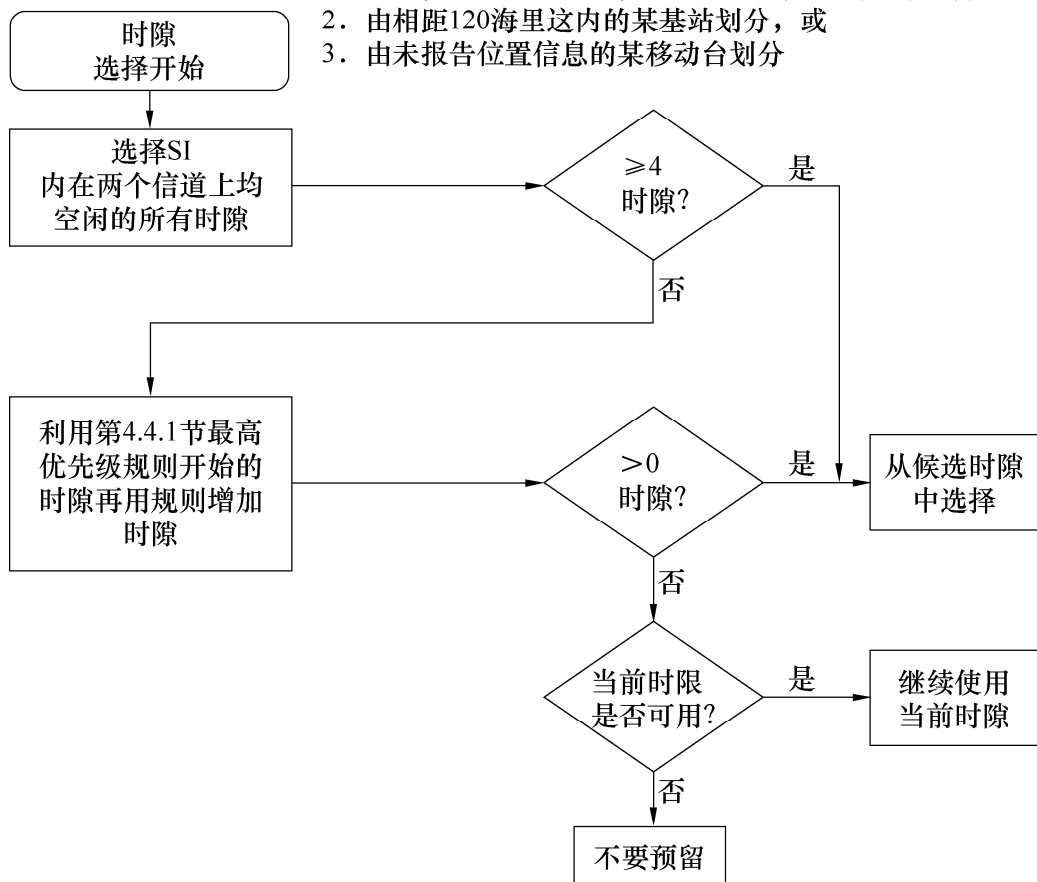 2．由相距120海里这内的某基站划分，或
3．由未报告位置信息的某移动台划分
时隙
选择开始
选择SI
内在两个信道上均
空闲的所有时隙
≥4
时隙？
是
否
利用第4.4.1节最高
优先级规则开始的
时隙再用规则增加
时隙
>0
时隙？
是
从候选时隙
中选择
否
当前时限
是否可用？
是
继续使用
当前时隙
否
不要预留